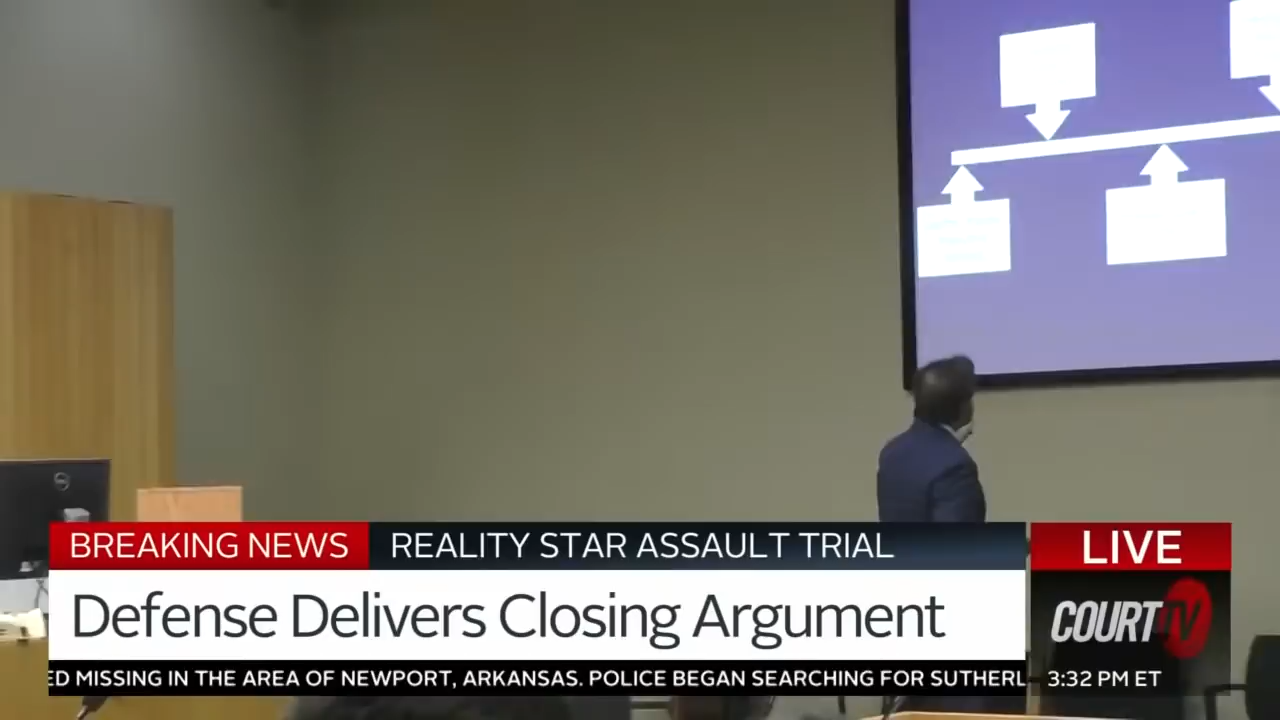 BREAKING NEWS REALITY STAR ASSAULT TRIAL LIVE
Defense Delivers Closing Argument
COURT TV
ED MISSING IN THE AREA OF NEWPORT, ARKANSAS. POLICE BEGAN SEARCHING FOR SUTHERL 3:32 PM ET